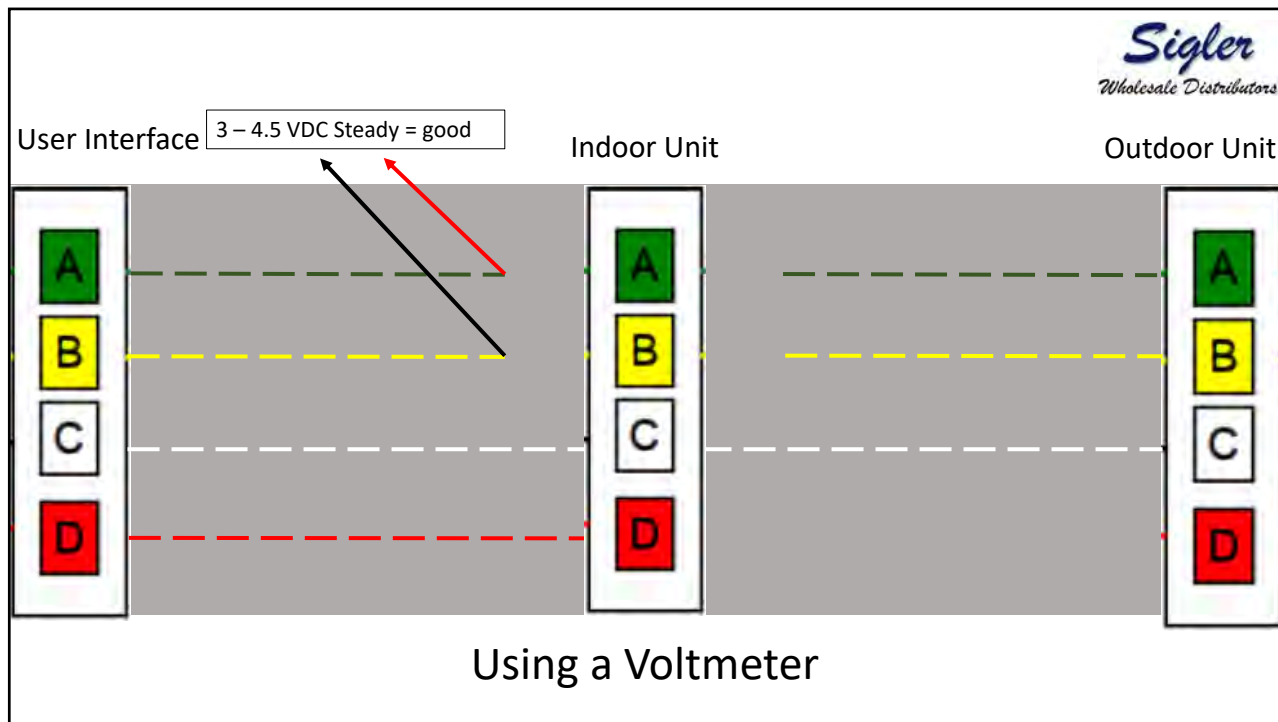 Sigler
Wholesale Distributors
User Interface
3 – 4.5 VDC Steady = good
Indoor Unit
Outdoor Unit
A
A
A
B
B
B
C
C
C
D
D
D
Using a Voltmeter